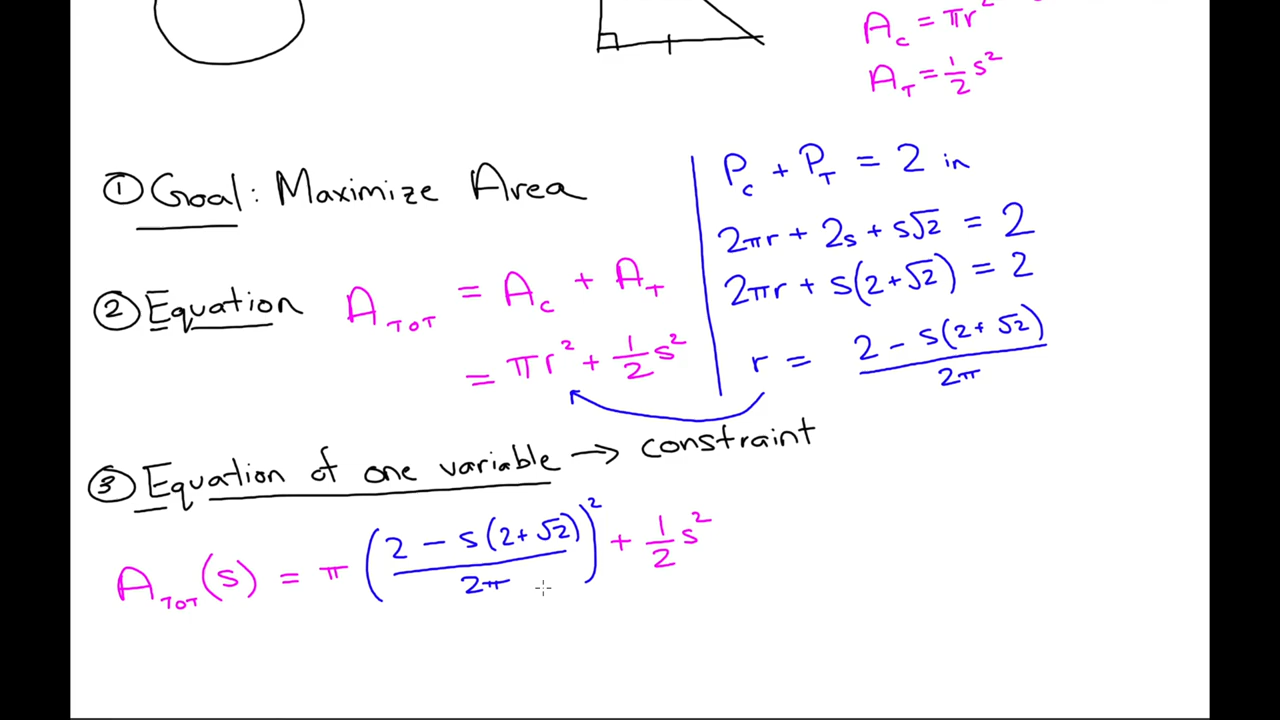 A_C = πr²
A_T = ½s²
① Goal: Maximize Area
② Equation A_TOT = A_C + A_T
= πr² + ½s²
P_C + P_T = 2 in
2πr + 2s + s√2 = 2
2πr + s(2+√2) = 2
r = (2 - s(2+√2))/2π
③ Equation of one variable → constraint
A_TOT(s) = π((2 - s(2+√2))/2π)² + ½s²